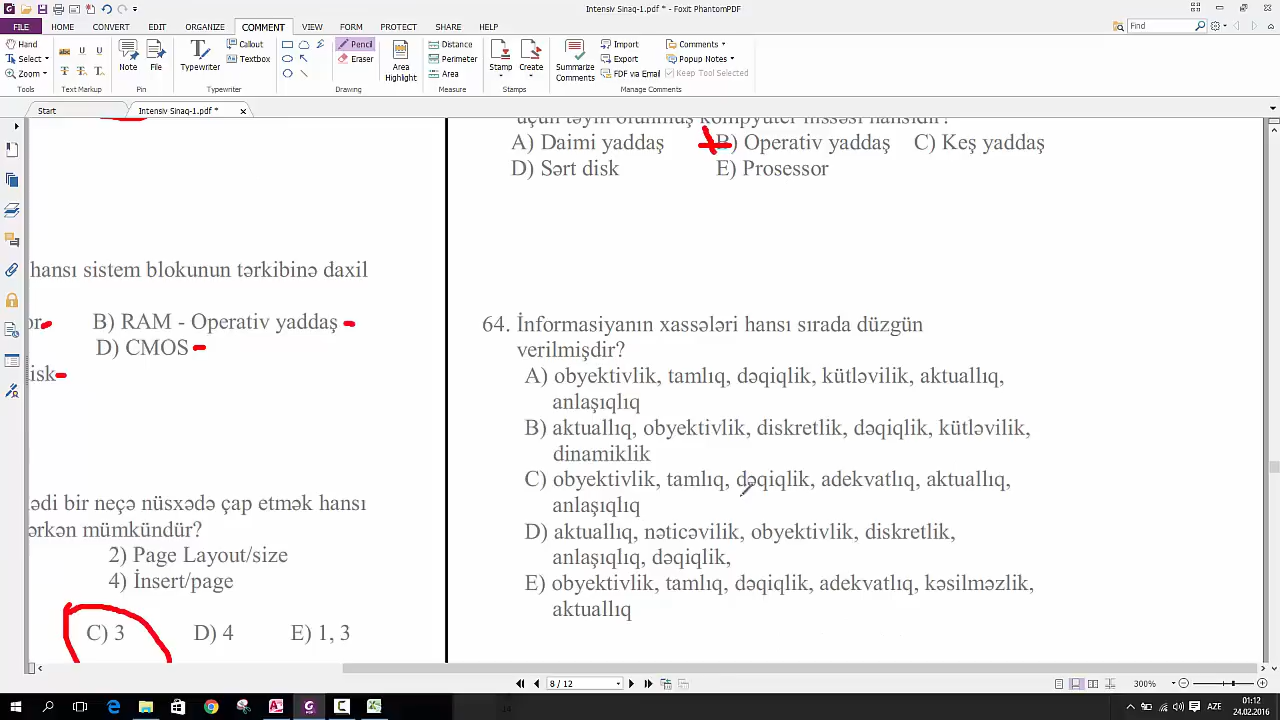 Intensiv Sinaq-1.pdf * - Foxit PhantomPDF
FILE HOME CONVERT EDIT ORGANIZE COMMENT VIEW FORM PROTECT SHARE HELP
Find
Hand
Select
Zoom
Tools
Text Markup
Note
File
Pin
Typewriter
Callout
Textbox
Typewriter
Pencil
Eraser
Drawing
Area Highlight
Distance
Perimeter
Area
Measure
Stamp
Create
Stamps
Summarize Comments
Import
Export
FDF via Email
Comments
Popup Notes
Keep Tool Selected
Manage Comments
Start
Intensiv Sinaq-1.pdf *
hansı sistem blokunun tərkibinə daxil
or
B) RAM - Operativ yaddaş
D) CMOS
isk
ədi bir neçə nüsxədə çap etmək hansı
ərkən mümkündür?
2) Page Layout/size
4) İnsert/page
C) 3 D) 4 E) 1, 3
A) Daimi yaddaş B) Operativ yaddaş C) Keş yaddaş
D) Sərt disk E) Prosessor
64. İnformasiyanın xassələri hansı sırada düzgün
verilmişdir?
A) obyektivlik, tamlıq, dəqiqlik, kütləvilik, aktuallıq,
anlaşıqlıq
B) aktuallıq, obyektivlik, diskretlik, dəqiqlik, kütləvilik,
dinamiklik
C) obyektivlik, tamlıq, dəqiqlik, adekvatlıq, aktuallıq,
anlaşıqlıq
D) aktuallıq, nəticəvilik, obyektivlik, diskretlik,
anlaşıqlıq, dəqiqlik,
E) obyektivlik, tamlıq, dəqiqlik, adekvatlıq, kəsilməzlik,
aktuallıq
8 / 12
300%
AZE
01:12
24.02.2016